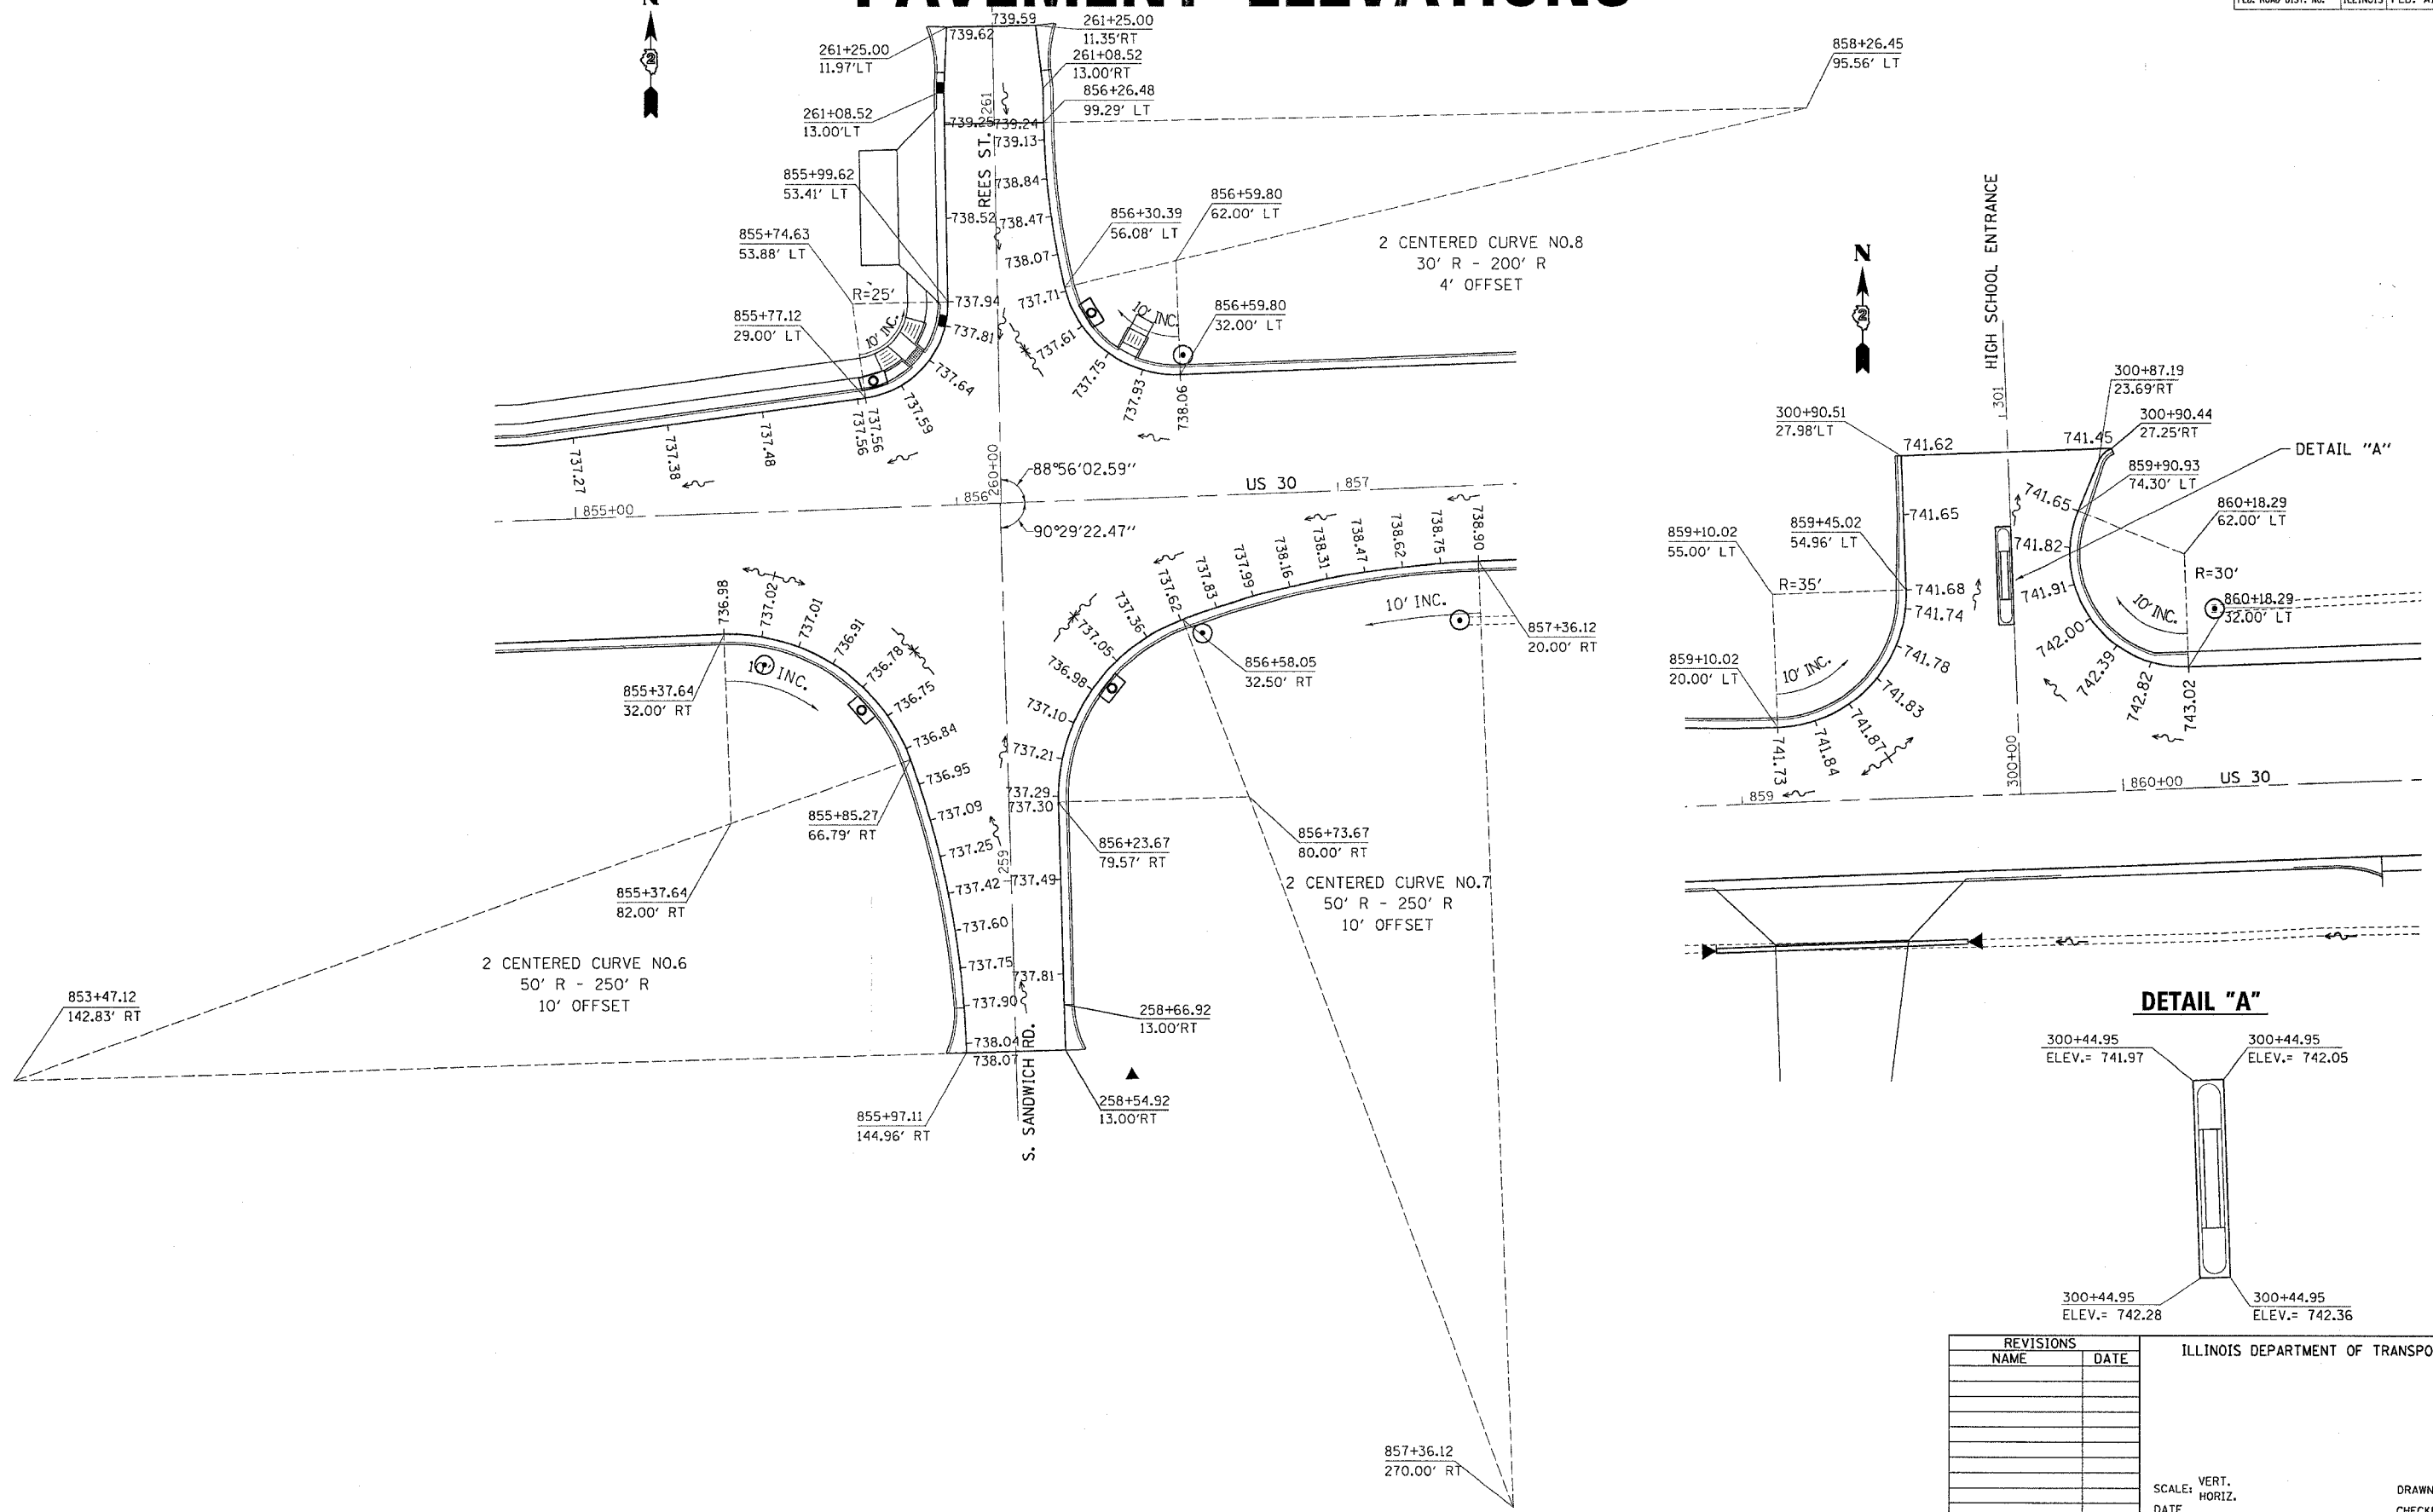 PAVEMENT ELEVATIONS
FED. ROAD DIST. NO.
ILLINOIS
FED.
N
2
739.59
261+25.00
11.35'RT
261+25.00
11.97'LT
739.62
261+08.52
13.00'RT
858+26.45
95.56' LT
856+26.48
99.29' LT
261+08.52
13.00'LT
261
739.25
739.24
739.13
REES ST.
855+99.62
53.41' LT
738.84
738.52
738.47
856+30.39
56.08' LT
856+59.80
62.00' LT
855+74.63
53.88' LT
738.07
2 CENTERED CURVE NO.8
30' R - 200' R
4' OFFSET
R=25'
737.94
737.71
855+77.12
29.00' LT
10' INC.
737.81
737.61
10' INC.
856+59.80
32.00' LT
737.64
737.75
737.93
738.06
737.59
737.56
737.56
737.48
737.38
737.27
88°56'02.59"
260+00
855+00
856
US 30
857
90°29'22.47"
736.98
737.02
737.01
736.91
736.78
736.75
736.84
736.95
737.09
737.25
737.42
737.60
737.75
737.90
738.04
738.07
10' INC.
855+37.64
32.00' RT
855+85.27
66.79' RT
855+37.64
82.00' RT
2 CENTERED CURVE NO.6
50' R - 250' R
10' OFFSET
853+47.12
142.83' RT
855+97.11
144.96' RT
738.90
738.75
738.62
738.47
738.31
738.16
737.99
737.83
737.62
737.36
737.05
736.98
737.10
737.21
737.29
737.30
737.49
737.81
10' INC.
857+36.12
20.00' RT
856+58.05
32.50' RT
856+73.67
80.00' RT
856+23.67
79.57' RT
2 CENTERED CURVE NO.7
50' R - 250' R
10' OFFSET
259
258+66.92
13.00'RT
258+54.92
13.00'RT
S. SANDWICH RD.
857+36.12
270.00' RT
N
2
HIGH SCHOOL ENTRANCE
301
300+87.19
23.69'RT
300+90.51
27.98'LT
300+90.44
27.25'RT
741.62
741.45
DETAIL "A"
859+90.93
74.30' LT
741.65
741.65
860+18.29
62.00' LT
859+10.02
55.00' LT
859+45.02
54.96' LT
741.82
R=35'
741.68
R=30'
741.91
741.74
860+18.29
32.00' LT
10' INC.
742.00
859+10.02
20.00' LT
10' INC.
741.78
742.39
742.82
743.02
741.83
741.87
741.84
741.73
300+00
859
860+00
US 30
DETAIL "A"
300+44.95
ELEV.= 741.97
300+44.95
ELEV.= 742.05
300+44.95
ELEV.= 742.28
300+44.95
ELEV.= 742.36
REVISIONS
NAME
DATE
ILLINOIS DEPARTMENT OF TRANSPO
SCALE: VERT.
HORIZ.
DATE
DRAWN